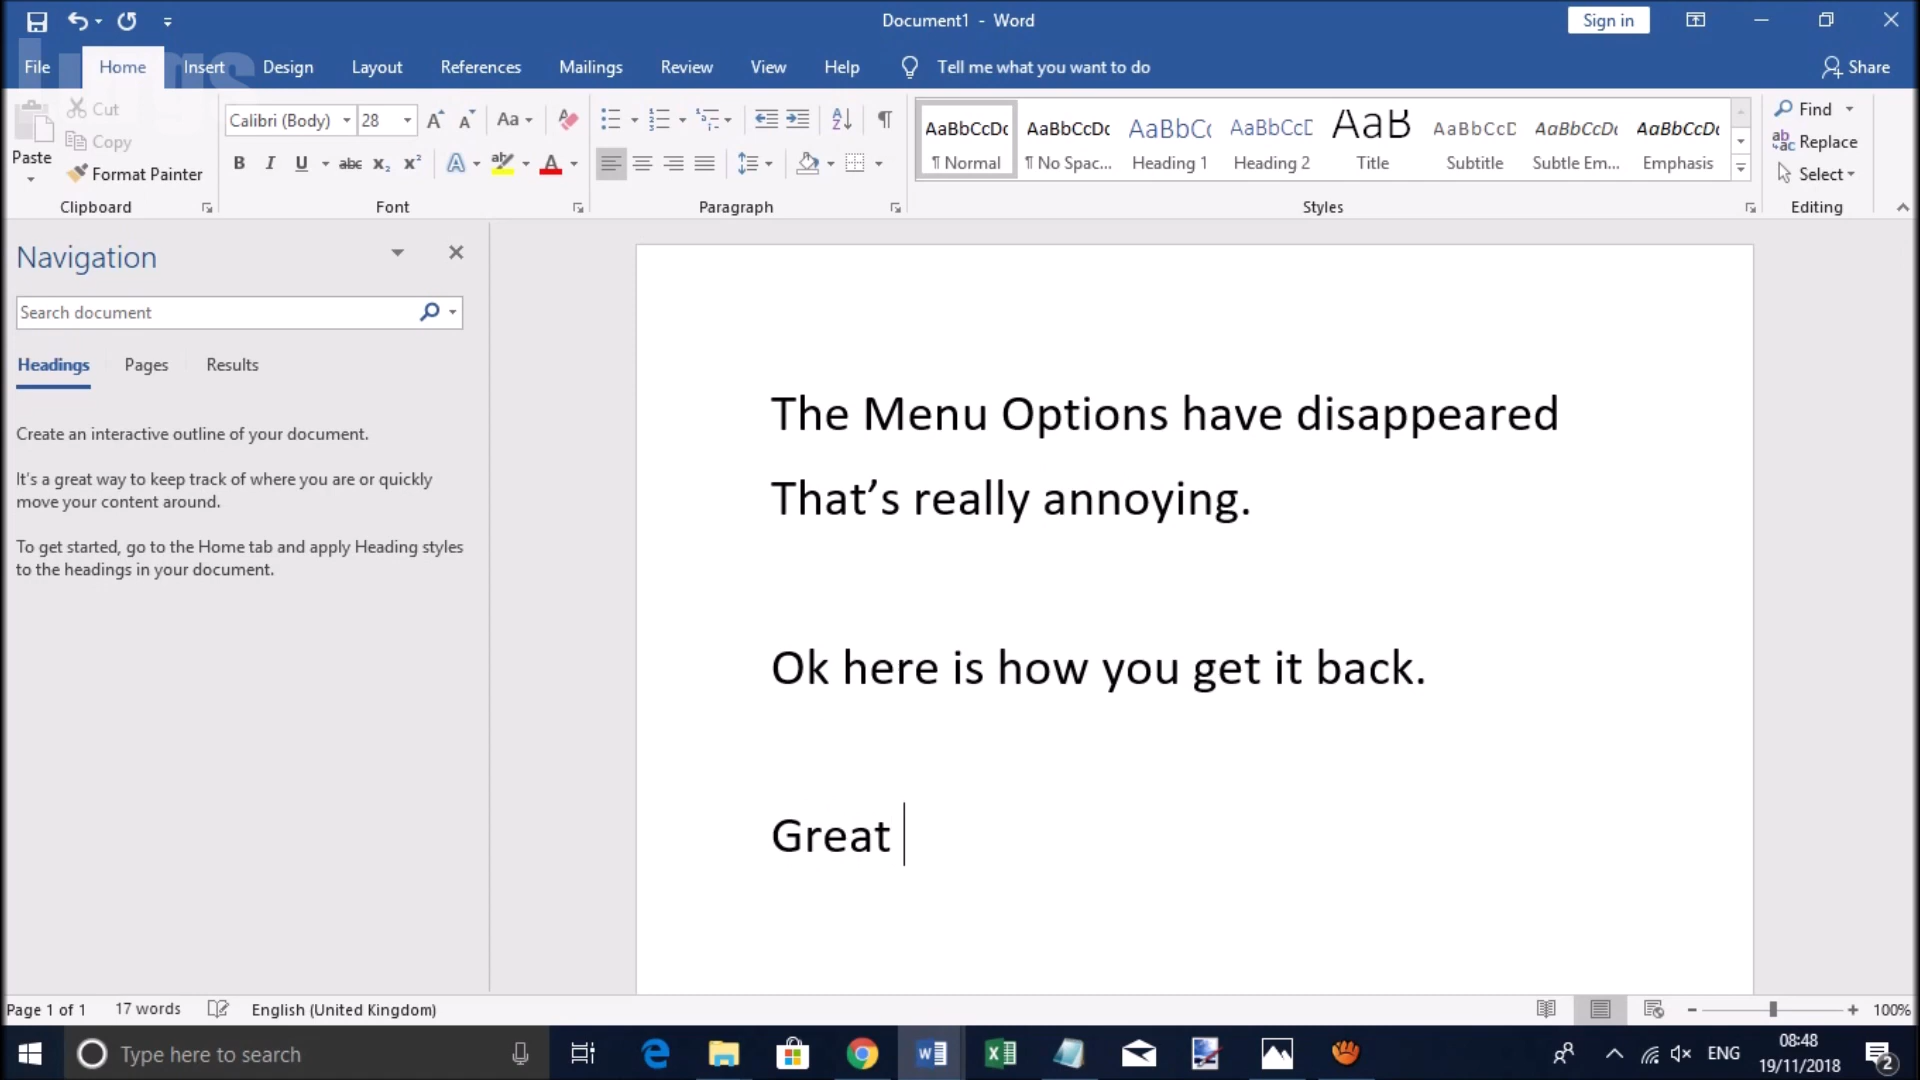 Document1 - Word
Sign in
File Home Insert Design Layout References Mailings Review View Help Tell me what you want to do Share
Paste
Cut
Copy
Format Painter
Clipboard
Calibri (Body) 28 Aa
B I U abc x₂ x² A A
Font
Paragraph
AaBbCcDc AaBbCcDc AaBbC AaBbCcD AaB AaBbCcD AaBbCcDc AaBbCcDc
¶ Normal ¶ No Spac... Heading 1 Heading 2 Title Subtitle Subtle Em... Emphasis
Styles
Find
Replace
Select
Editing
Navigation
Search document
Headings Pages Results
Create an interactive outline of your document.
It's a great way to keep track of where you are or quickly
move your content around.
To get started, go to the Home tab and apply Heading styles
to the headings in your document.
The Menu Options have disappeared
That’s really annoying.
Ok here is how you get it back.
Great
Page 1 of 1 17 words English (United Kingdom) 100%
Type here to search
ENG
08:48
19/11/2018
2